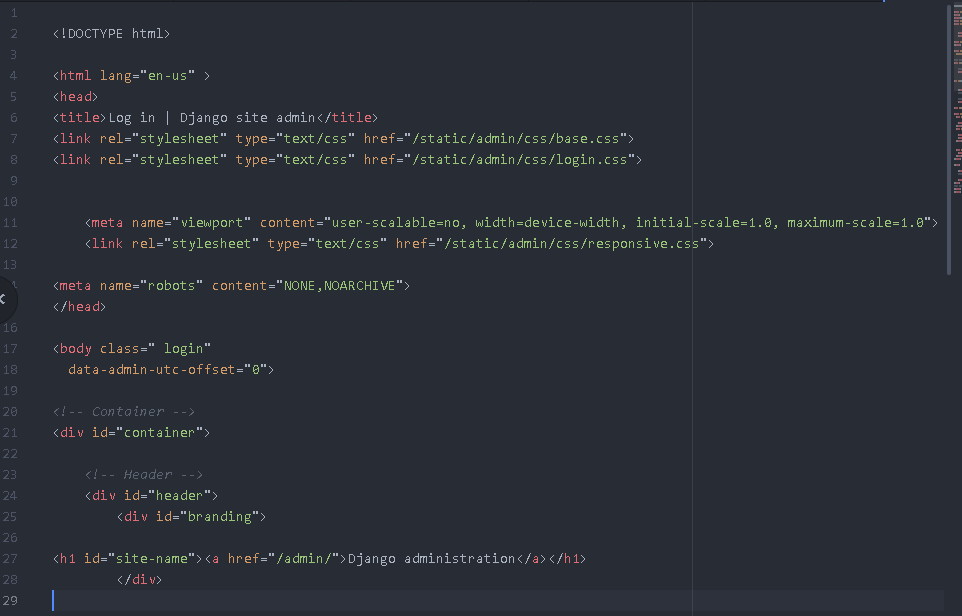 1
2 <!DOCTYPE html>
3
4 <html lang="en-us" >
5 <head>
6 <title>Log in | Django site admin</title>
7 <link rel="stylesheet" type="text/css" href="/static/admin/css/base.css">
8 <link rel="stylesheet" type="text/css" href="/static/admin/css/login.css">
9
10
11 <meta name="viewport" content="user-scalable=no, width=device-width, initial-scale=1.0, maximum-scale=1.0">
12 <link rel="stylesheet" type="text/css" href="/static/admin/css/responsive.css">
13
<meta name="robots" content="NONE,NOARCHIVE">
</head>
16
17 <body class=" login"
18 data-admin-utc-offset="0">
19
20 <!-- Container -->
21 <div id="container">
22
23 <!-- Header -->
24 <div id="header">
25 <div id="branding">
26
27 <h1 id="site-name"><a href="/admin/">Django administration</a></h1>
28 </div>
29